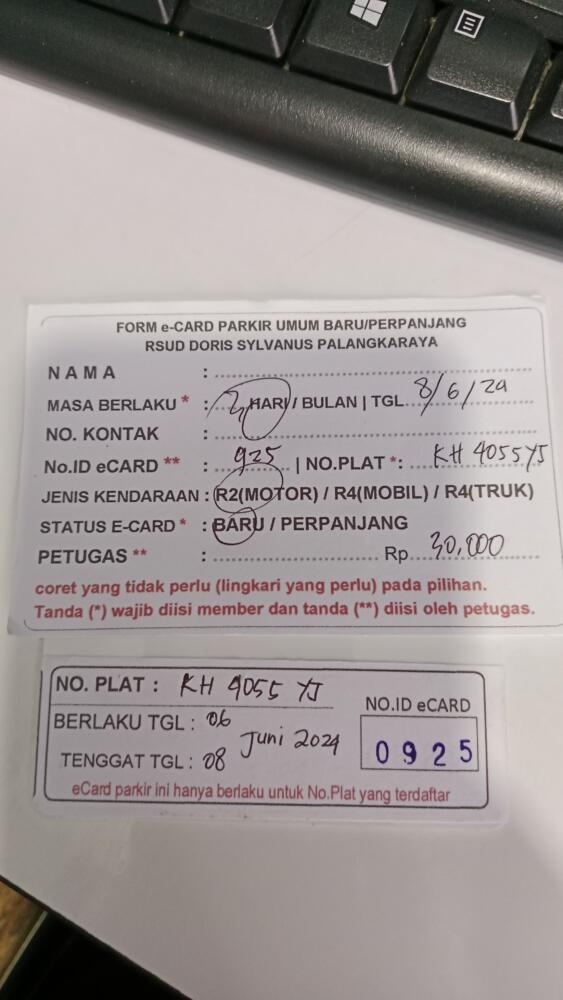 FORM e-CARD PARKIR UMUM BARU/PERPANJANG
RSUD DORIS SYLVANUS PALANGKARAYA
NAMA :
MASA BERLAKU * : 3 HARI / BULAN | TGL. 8/6/24
NO. KONTAK :
No.ID eCARD ** : 925 | NO.PLAT *: KH 4055 YJ
JENIS KENDARAAN : R2(MOTOR) / R4(MOBIL) / R4(TRUK)
STATUS E-CARD * : BARU / PERPANJANG
PETUGAS ** : Rp. 30,000
coret yang tidak perlu (lingkari yang perlu) pada pilihan.
Tanda (*) wajib diisi member dan tanda (**) diisi oleh petugas.
NO. PLAT : KH 4055 YJ
BERLAKU TGL : 06
Juni 2024
TENGGAT TGL : 08
NO.ID eCARD
0925
eCard parkir ini hanya berlaku untuk No.Plat yang terdaftar